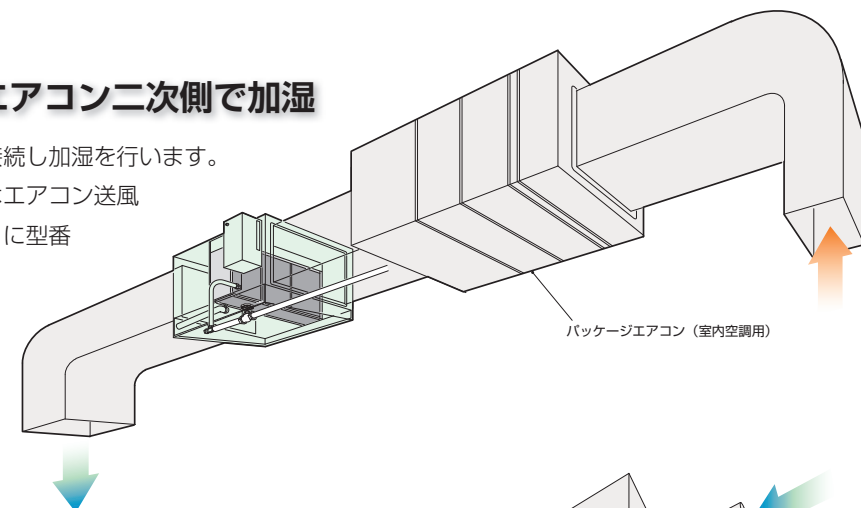 エアコン二次側で加湿
接続し加湿を行います。
はエアコン送風
に型番
パッケージエアコン（室内空調用）